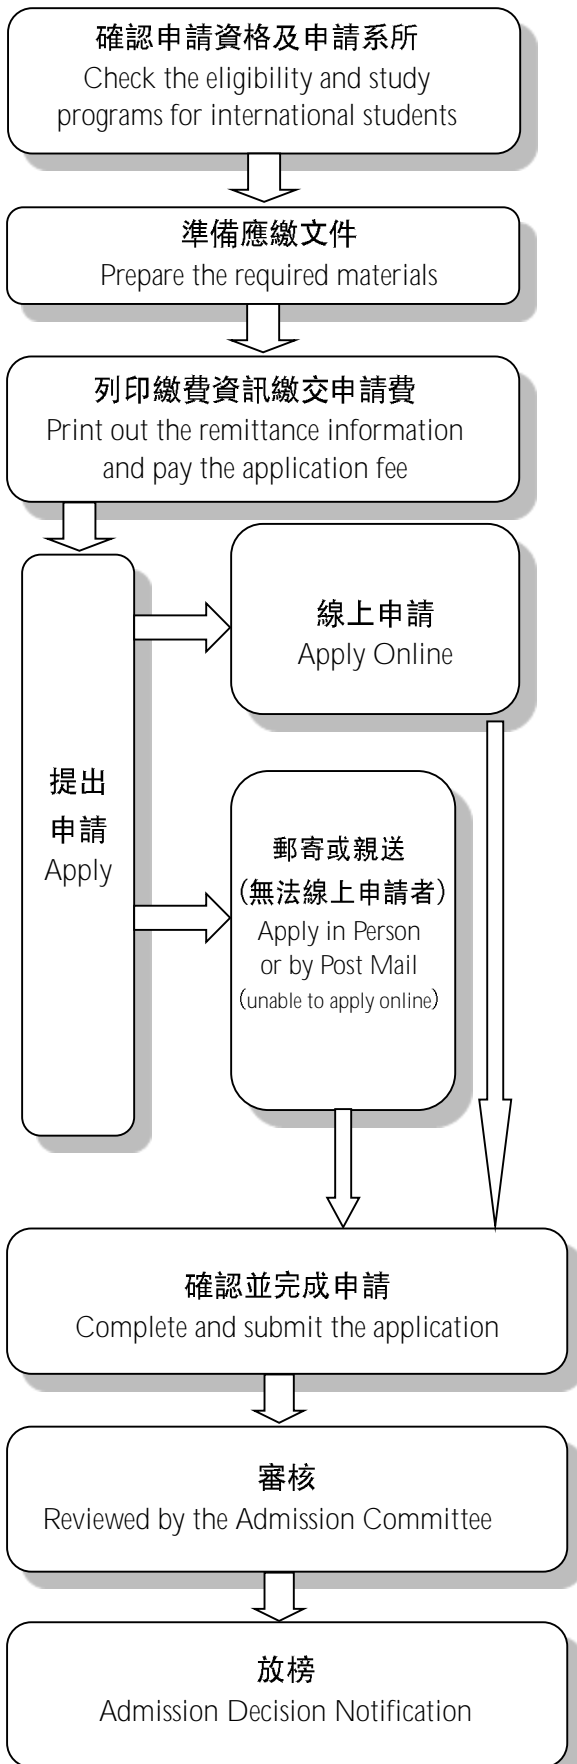 確認申請資格及申請系所
Check the eligibility and study
programs for international students
準備應繳文件
Prepare the required materials
列印繳費資訊繳交申請費
Print out the remittance information
and pay the application fee
提出
申請
Apply
線上申請
Apply Online
郵寄或親送
(無法線上申請者)
Apply in Person
or by Post Mail
(unable to apply online)
確認並完成申請
Complete and submit the application
審核
Reviewed by the Admission Committee
放榜
Admission Decision Notification